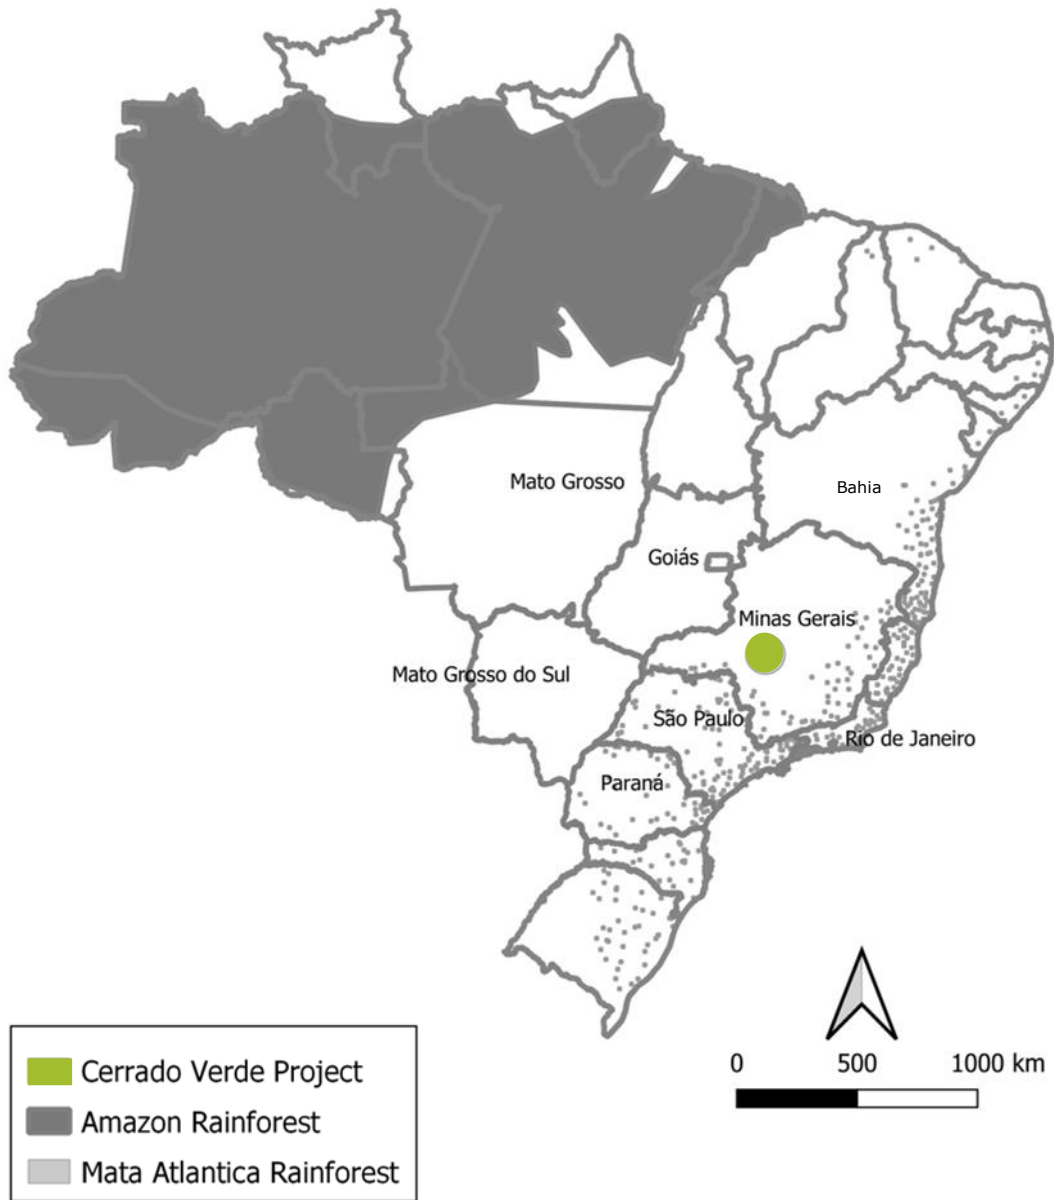 Mato Grosso
Bahia
Goiás
Minas Gerais
Mato Grosso do Sul
São Paulo
Rio de Janeiro
Paraná
0 500 1000 km
Cerrado Verde Project
Amazon Rainforest
Mata Atlantica Rainforest